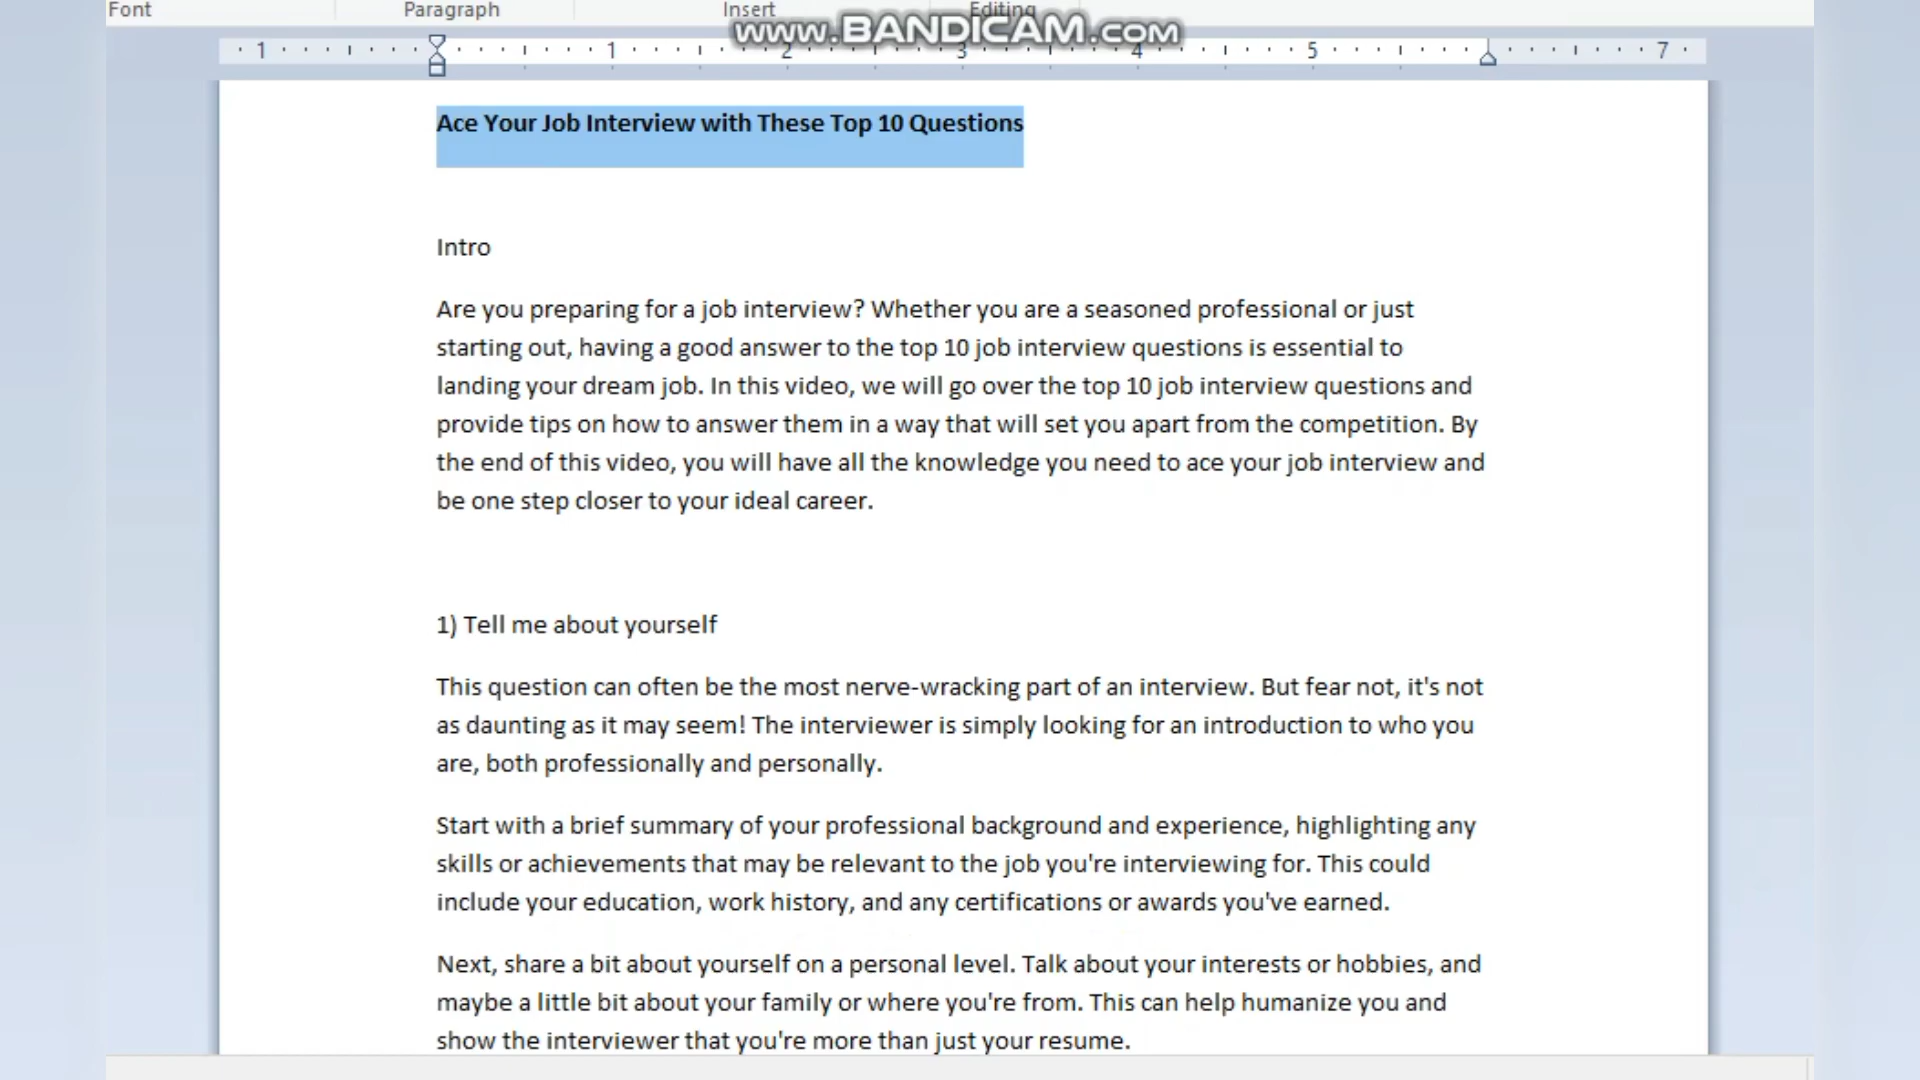 Font Paragraph Insert Editing
www.BANDICAM.com
1 1 2 3 4 5 7
Ace Your Job Interview with These Top 10 Questions
Intro
Are you preparing for a job interview? Whether you are a seasoned professional or just
starting out, having a good answer to the top 10 job interview questions is essential to
landing your dream job. In this video, we will go over the top 10 job interview questions and
provide tips on how to answer them in a way that will set you apart from the competition. By
the end of this video, you will have all the knowledge you need to ace your job interview and
be one step closer to your ideal career.
1) Tell me about yourself
This question can often be the most nerve-wracking part of an interview. But fear not, it's not
as daunting as it may seem! The interviewer is simply looking for an introduction to who you
are, both professionally and personally.
Start with a brief summary of your professional background and experience, highlighting any
skills or achievements that may be relevant to the job you're interviewing for. This could
include your education, work history, and any certifications or awards you've earned.
Next, share a bit about yourself on a personal level. Talk about your interests or hobbies, and
maybe a little bit about your family or where you're from. This can help humanize you and
show the interviewer that you're more than just your resume.